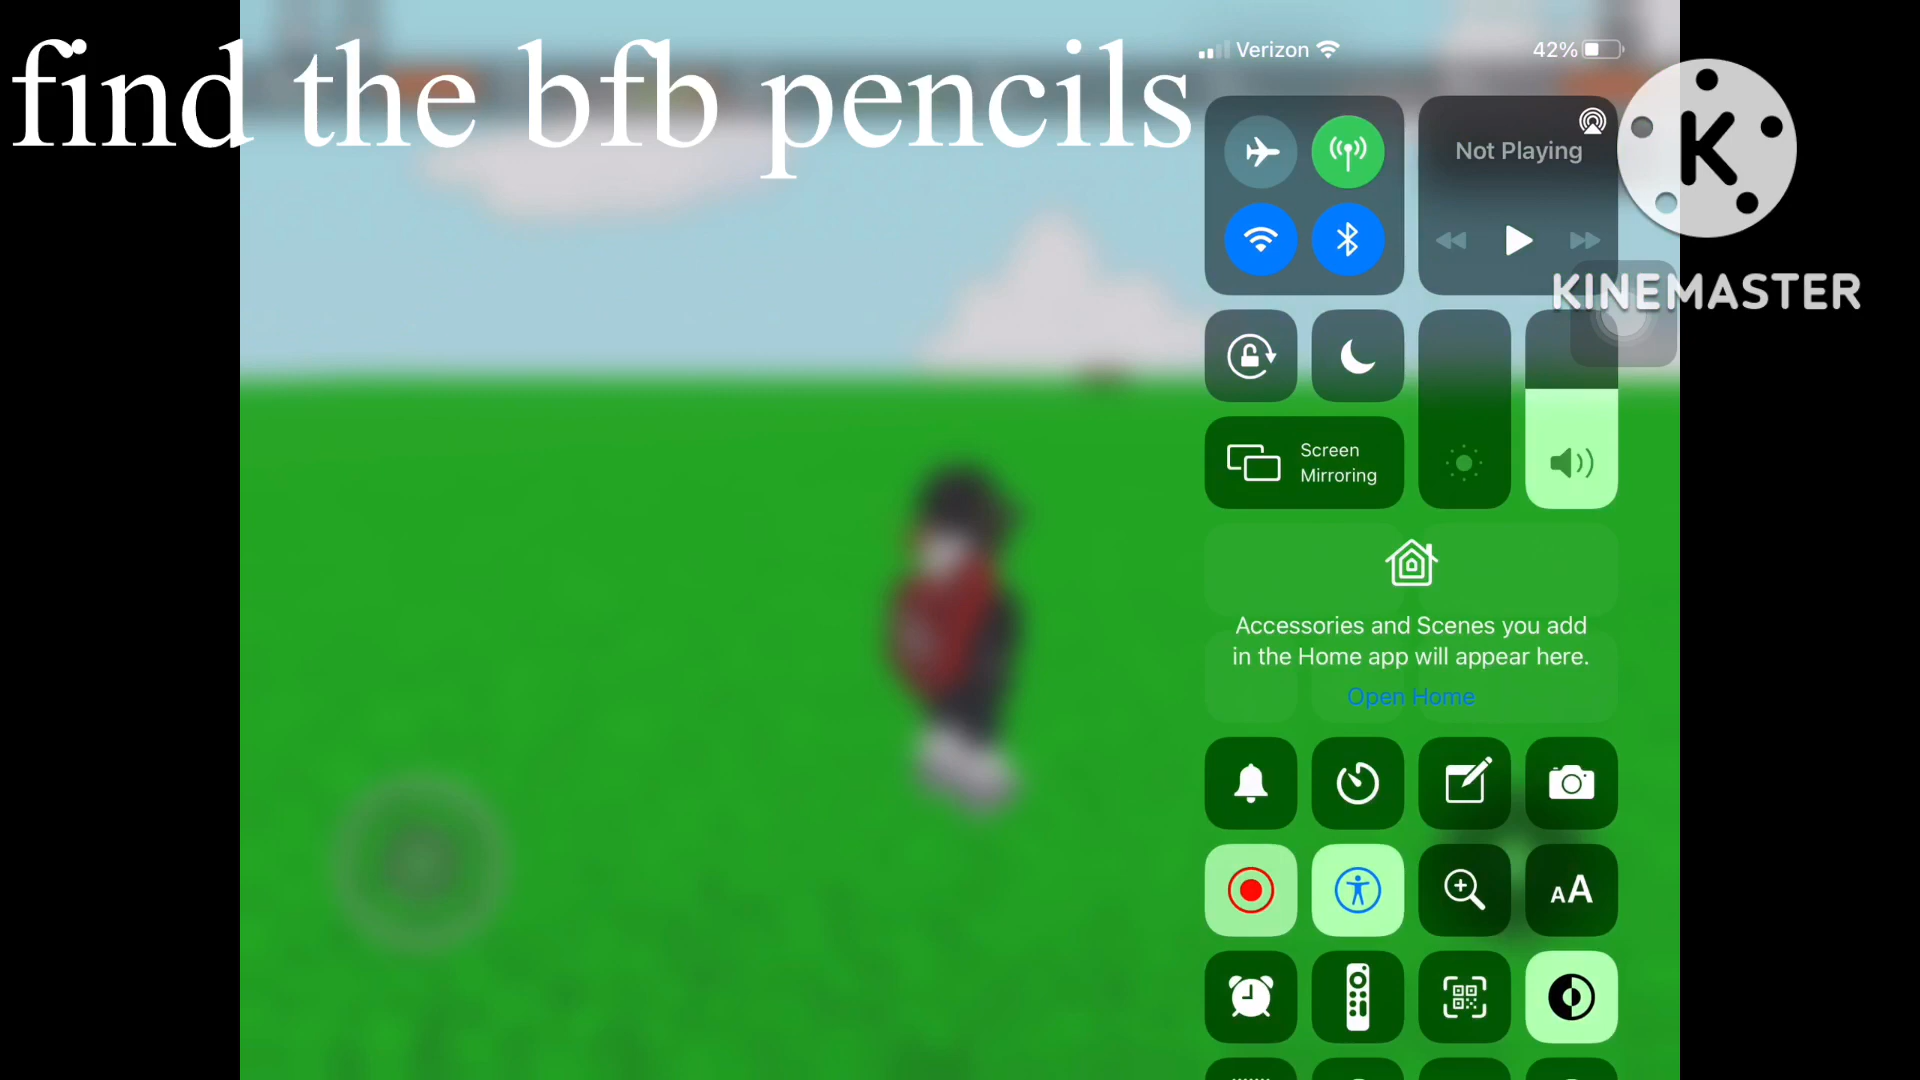 find the bfb pencils
Verizon
42%
Not Playing
K
KINEMASTER
Screen
Mirroring
Accessories and Scenes you add
in the Home app will appear here.
Open Home
AA